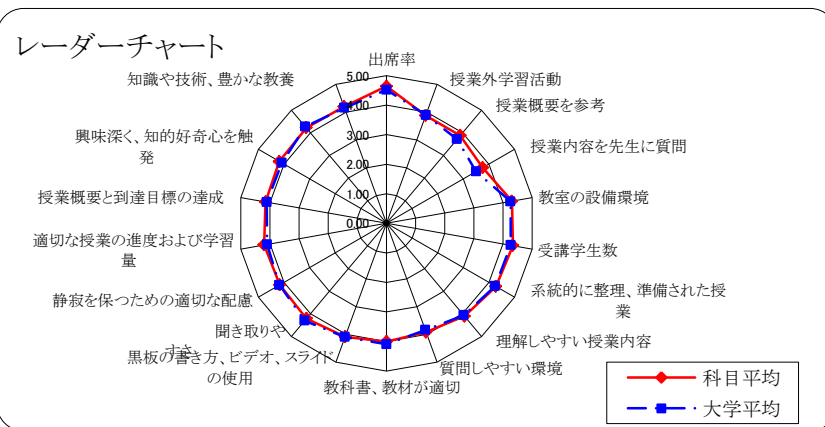 レーダーチャート
出席率
授業外学習活動
授業概要を参考
授業内容を先生に質問
教室の設備環境
受講学生数
系統的に整理、準備された授
業
理解しやすい授業内容
質問しやすい環境
教科書、教材が適切
黒板の書き方、ビデオ、スライド
の使用
聞き取りや
すさ
静寂を保つための適切な配慮
適切な授業の進度および学習
量
授業概要と到達目標の達成
興味深く、知的好奇心を触
発
知識や技術、豊かな教養
5.00
4.00
3.00
2.00
1.00
0.00
科目平均
大学平均